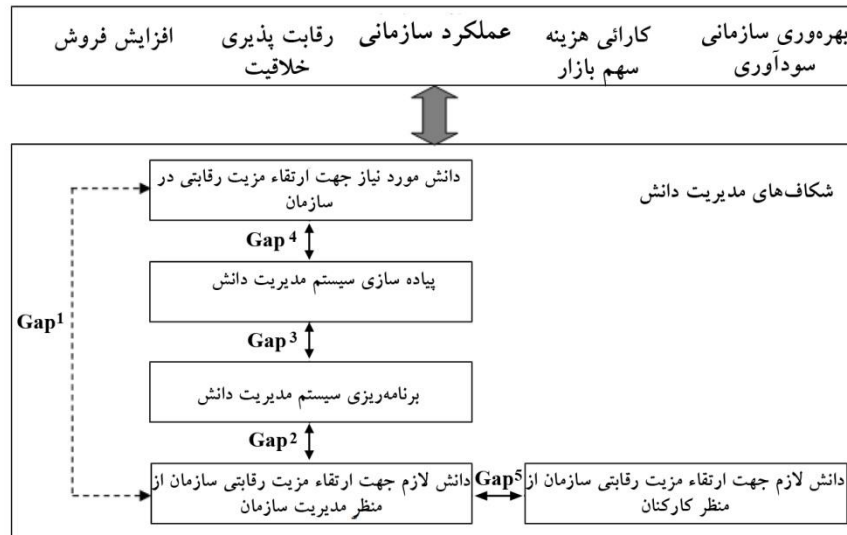 بهره‌وری سازمانی کارائی هزینه عملکرد سازمانی رقابت پذیری افزایش فروش
سودآوری سهم بازار خلاقیت
شکاف‌های مدیریت دانش
دانش مورد نیاز جهت ارتقاء مزیت رقابتی در
سازمان
Gap 4
پیاده سازی سیستم مدیریت دانش
Gap1
Gap 3
برنامه‌ریزی سیستم مدیریت دانش
Gap2
دانش لازم جهت ارتقاء مزیت رقابتی سازمان از
منظر کارکنان
Gap5
دانش لازم جهت ارتقاء مزیت رقابتی سازمان از
منظر مدیریت سازمان